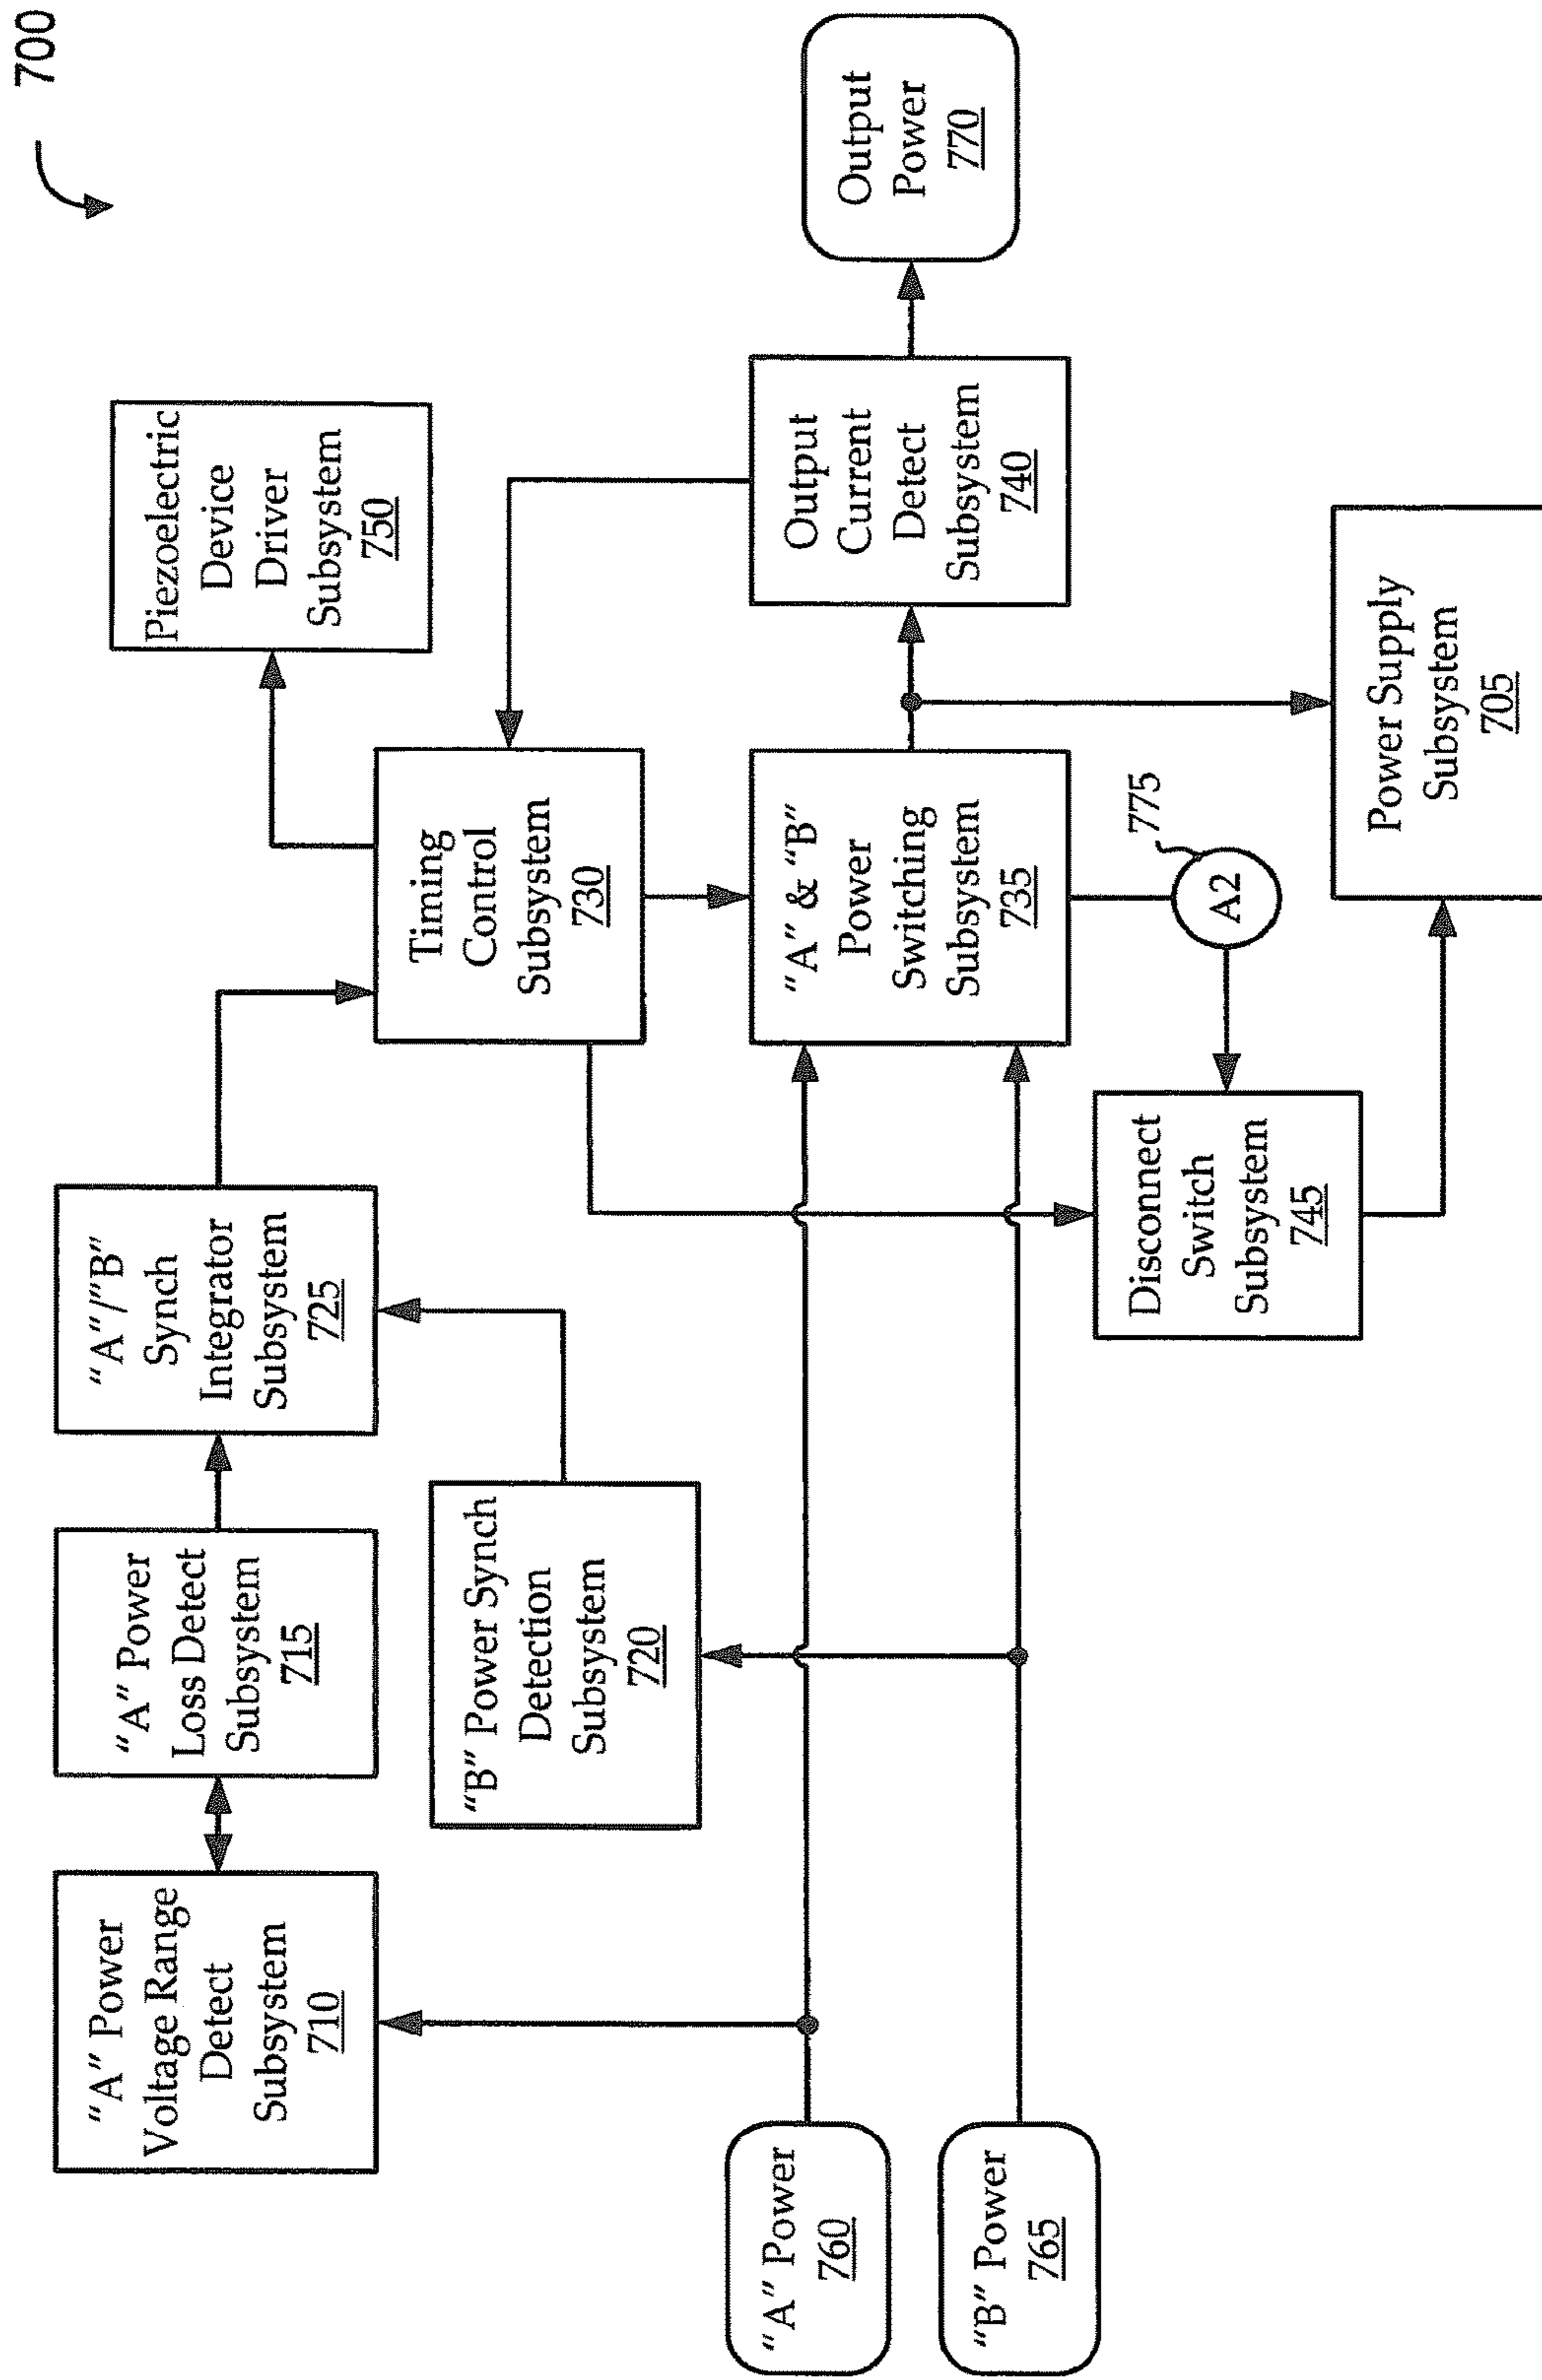 700
"A" Power
Voltage Range
Detect
Subsystem
710
"A" Power
Loss Detect
Subsystem
715
"A"/"B"
Synch
Integrator
Subsystem
725
Piezoelectric
Device
Driver
Subsystem
750
"B" Power Synch
Detection
Subsystem
720
Timing
Control
Subsystem
730
"A" Power
760
"B" Power
765
"A" & "B"
Power
Switching
Subsystem
735
Output
Current
Detect
Subsystem
740
Output
Power
770
Disconnect
Switch
Subsystem
745
A2
775
Power Supply
Subsystem
705